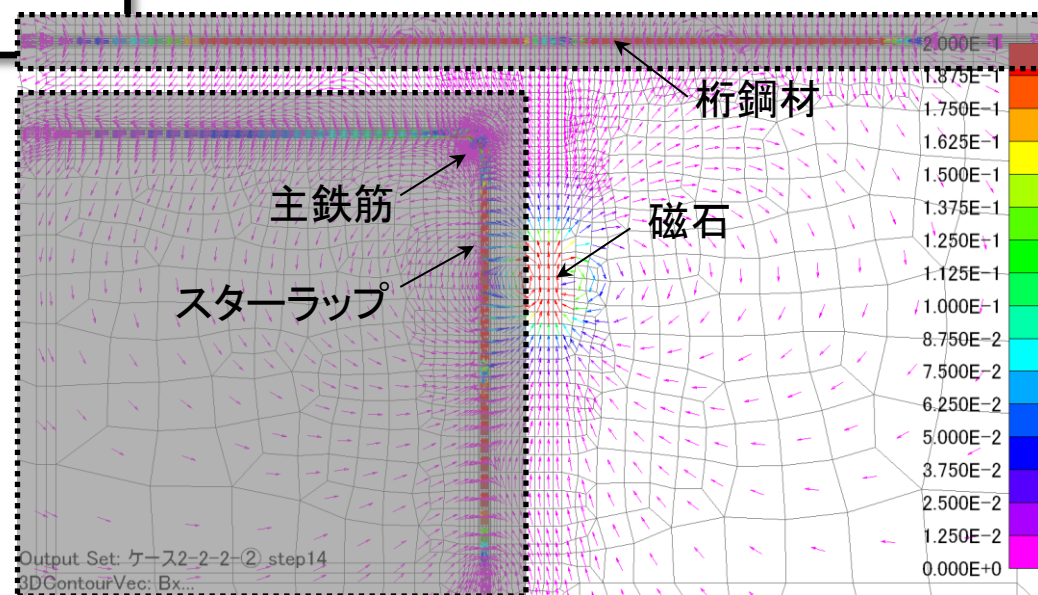 桁鋼材
主鉄筋
磁石
スターラップ
2.000E-1
1.875E-1
1.750E-1
1.625E-1
1.500E-1
1.375E-1
1.250E-1
1.125E-1
1.000E-1
8.750E-2
7.500E-2
6.250E-2
5.000E-2
3.750E-2
2.500E-2
1.250E-2
0.000E+0
Output Set: ケース2-2-2-② step14
3DContourVec: Bx...